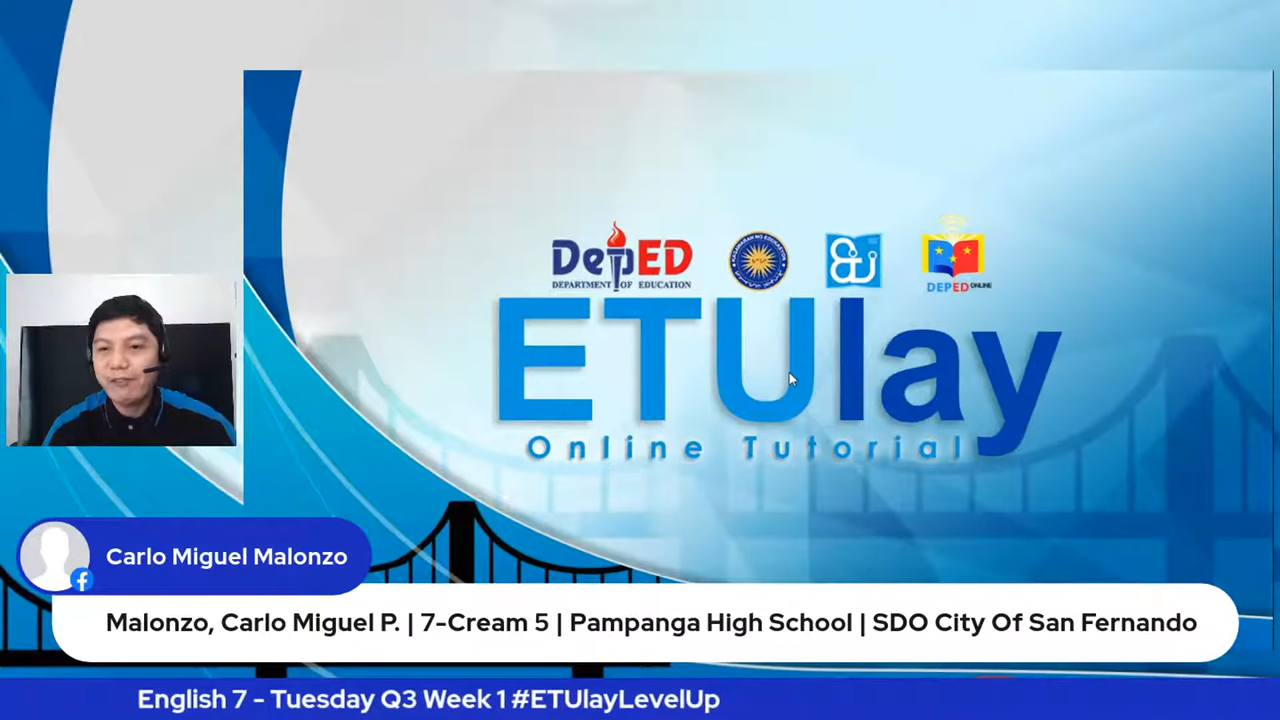 DepED
DEPARTMENT OF EDUCATION
DEPED ONLINE
ETUlay
Online Tutorial
Carlo Miguel Malonzo
Malonzo, Carlo Miguel P. | 7-Cream 5 | Pampanga High School | SDO City Of San Fernando
English 7 - Tuesday Q3 Week 1 #ETUlayLevelUp